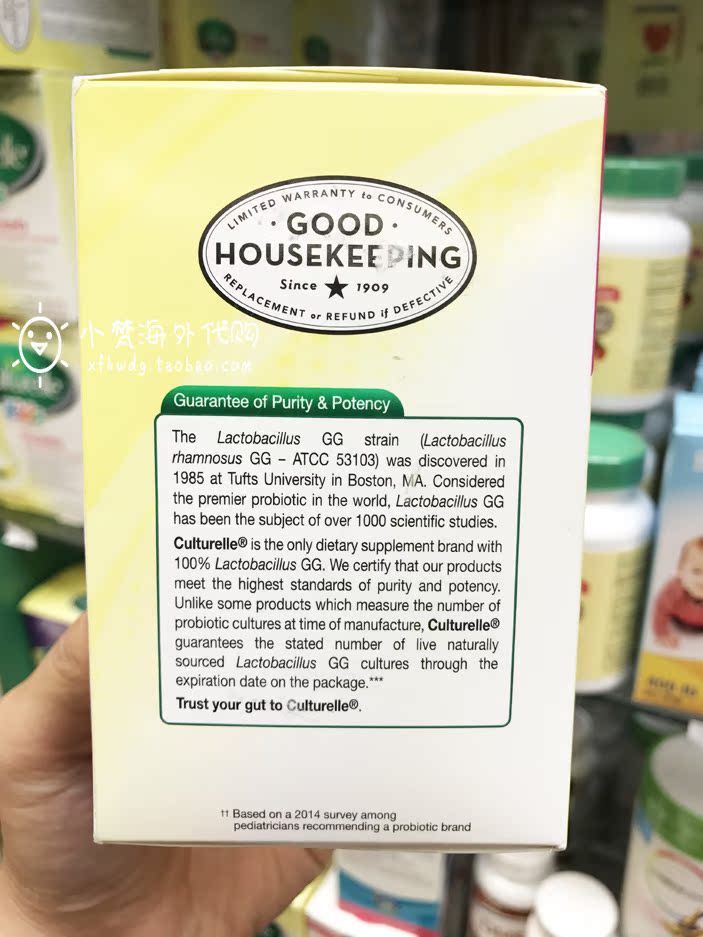 LIMITED WARRANTY to CONSUMERS
· GOOD ·
HOUSEKEEPING
Since ★ 1909
REPLACEMENT or REFUND if DEFECTIVE
小梵海外代购
xfhwdg.taobao.com
Guarantee of Purity & Potency
The Lactobacillus GG strain (Lactobacillus
rhamnosus GG – ATCC 53103) was discovered in
1985 at Tufts University in Boston, MA. Considered
the premier probiotic in the world, Lactobacillus GG
has been the subject of over 1000 scientific studies.
Culturelle® is the only dietary supplement brand with
100% Lactobacillus GG. We certify that our products
meet the highest standards of purity and potency.
Unlike some products which measure the number of
probiotic cultures at time of manufacture, Culturelle®
guarantees the stated number of live naturally
sourced Lactobacillus GG cultures through the
expiration date on the package.***
Trust your gut to Culturelle®.
†† Based on a 2014 survey among
pediatricians recommending a probiotic brand